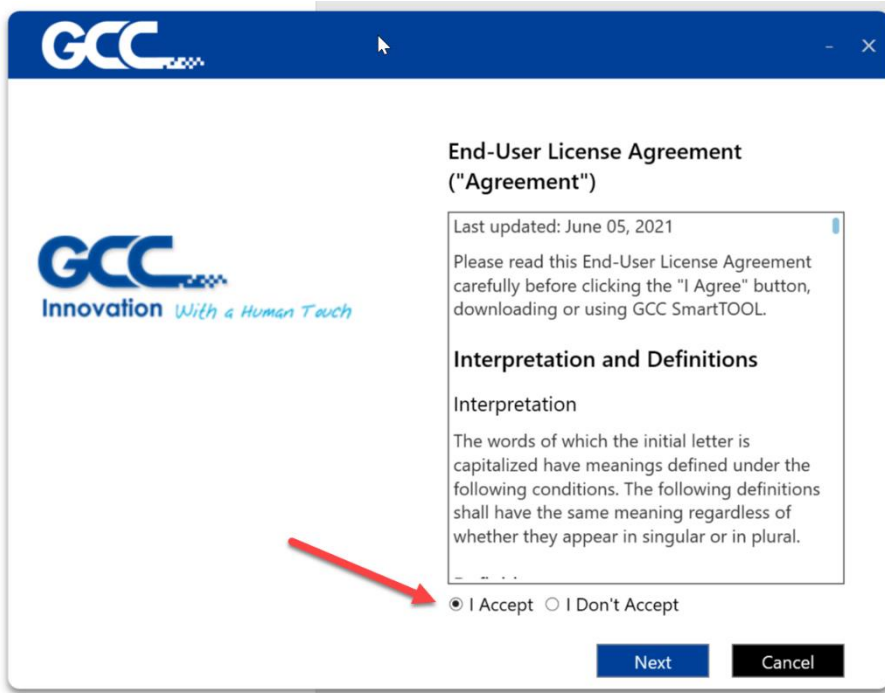 GCC
End-User License Agreement
("Agreement")
Last updated: June 05, 2021
Please read this End-User License Agreement
carefully before clicking the "I Agree" button,
downloading or using GCC SmartTOOL.
Interpretation and Definitions
Interpretation
The words of which the initial letter is
capitalized have meanings defined under the
following conditions. The following definitions
shall have the same meaning regardless of
whether they appear in singular or in plural.
GCC
Innovation With a Human Touch
I Accept I Don't Accept
Next Cancel